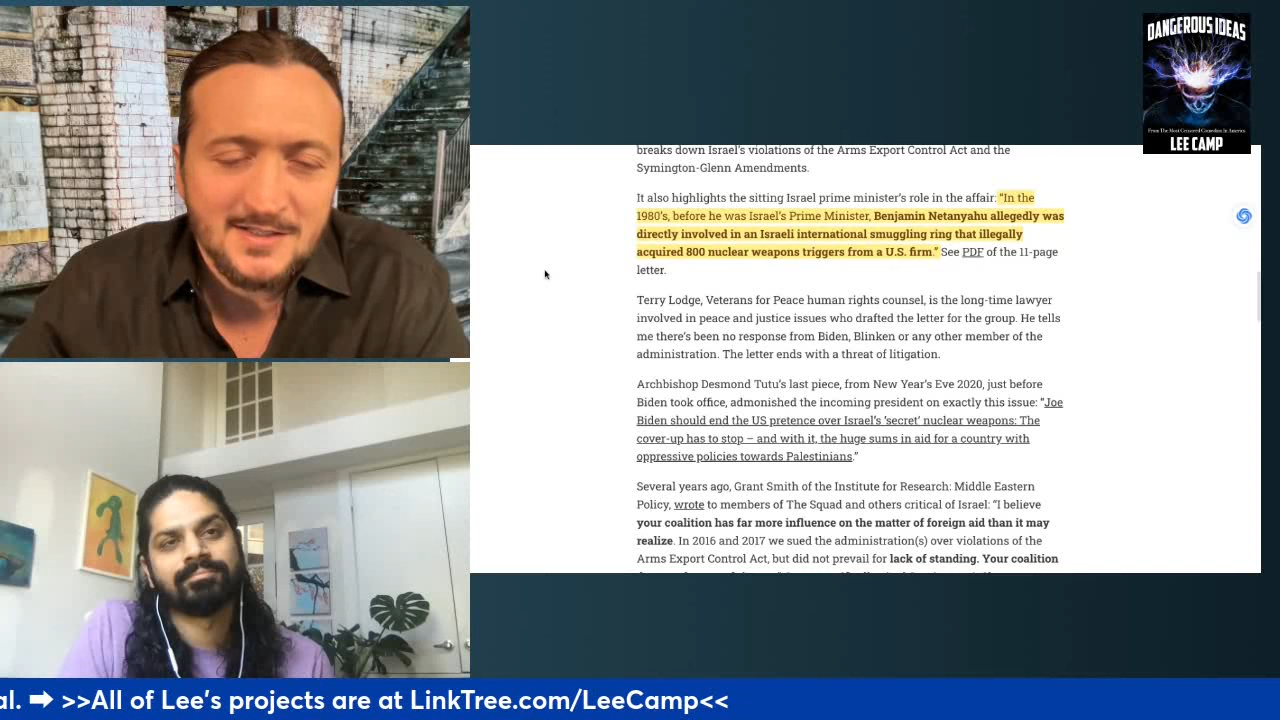 DANGEROUS IDEAS
From The Most Censored Comedian In America
LEE CAMP
breaks down Israel’s violations of the Arms Export Control Act and the
Symington-Glenn Amendments.
It also highlights the sitting Israel prime minister’s role in the affair: “In the
1980’s, before he was Israel’s Prime Minister, Benjamin Netanyahu allegedly was
directly involved in an Israeli international smuggling ring that illegally
acquired 800 nuclear weapons triggers from a U.S. firm.” See PDF of the 11-page
letter.
Terry Lodge, Veterans for Peace human rights counsel, is the long-time lawyer
involved in peace and justice issues who drafted the letter for the group. He tells
me there’s been no response from Biden, Blinken or any other member of the
administration. The letter ends with a threat of litigation.
Archbishop Desmond Tutu’s last piece, from New Year’s Eve 2020, just before
Biden took office, admonished the incoming president on exactly this issue: “Joe
Biden should end the US pretence over Israel’s ‘secret’ nuclear weapons: The
cover-up has to stop – and with it, the huge sums in aid for a country with
oppressive policies towards Palestinians.”
Several years ago, Grant Smith of the Institute for Research: Middle Eastern
Policy, wrote to members of The Squad and others critical of Israel: “I believe
your coalition has far more influence on the matter of foreign aid than it may
realize. In 2016 and 2017 we sued the administration(s) over violations of the
Arms Export Control Act, but did not prevail for lack of standing. Your coalition
al. ➡ >>All of Lee's projects are at LinkTree.com/LeeCamp<<